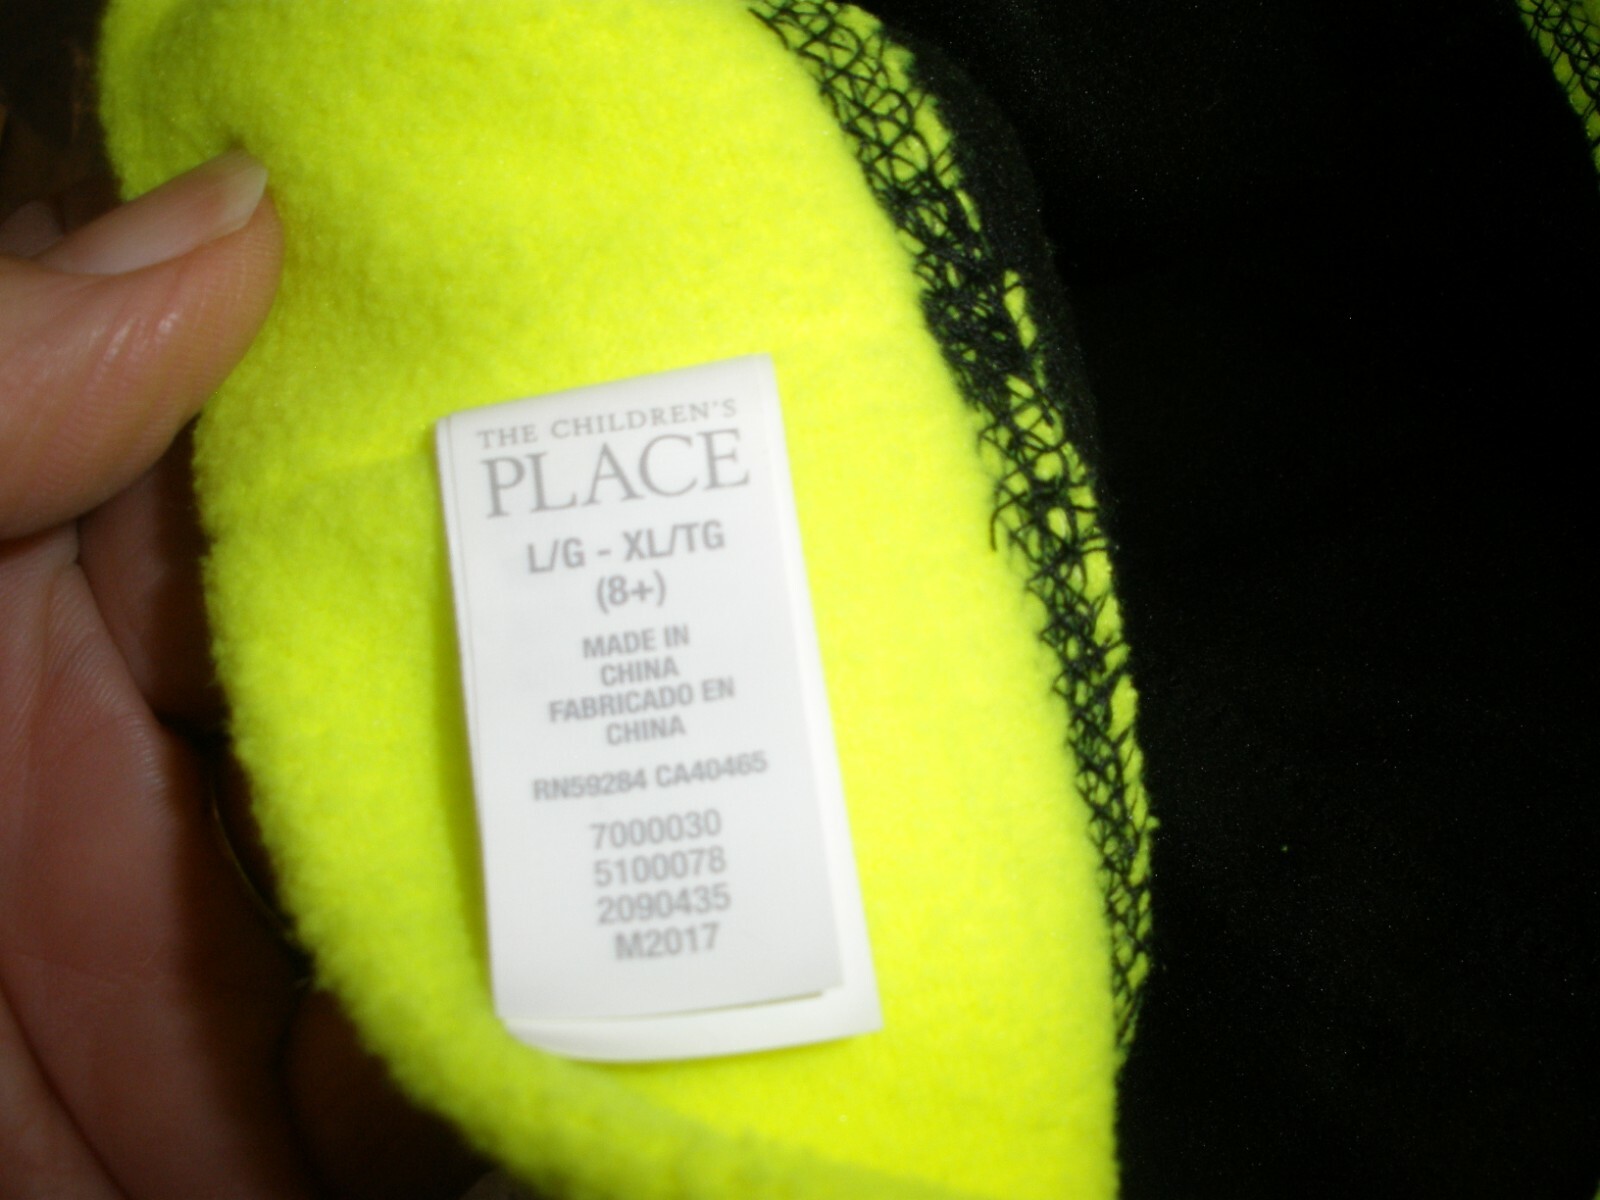 THE CHILDREN'S
PLACE
L/G - XL/TG
(8+)
MADE IN
CHINA
FABRICADO EN
CHINA
RN59284 CA40465
7000030
5100078
2090435
M2017